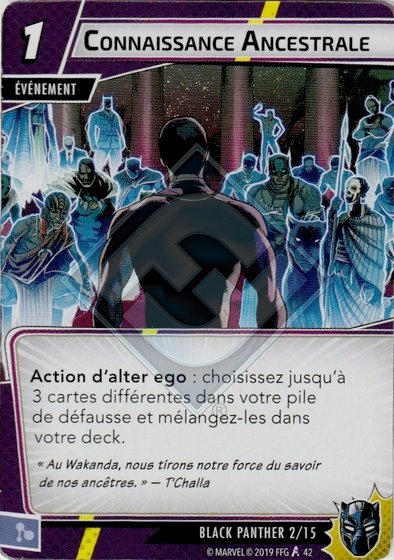 1
CONNAISSANCE ANCESTRALE
ÉVÉNEMENT
Action d'alter ego : choisissez jusqu'à
3 cartes différentes dans votre pile
de défausse et mélangez-les dans
votre deck.
« Au Wakanda, nous tirons notre force du savoir
de nos ancêtres. » — T'Challa
BLACK PANTHER 2/15
© MARVEL © 2019 FFG 42